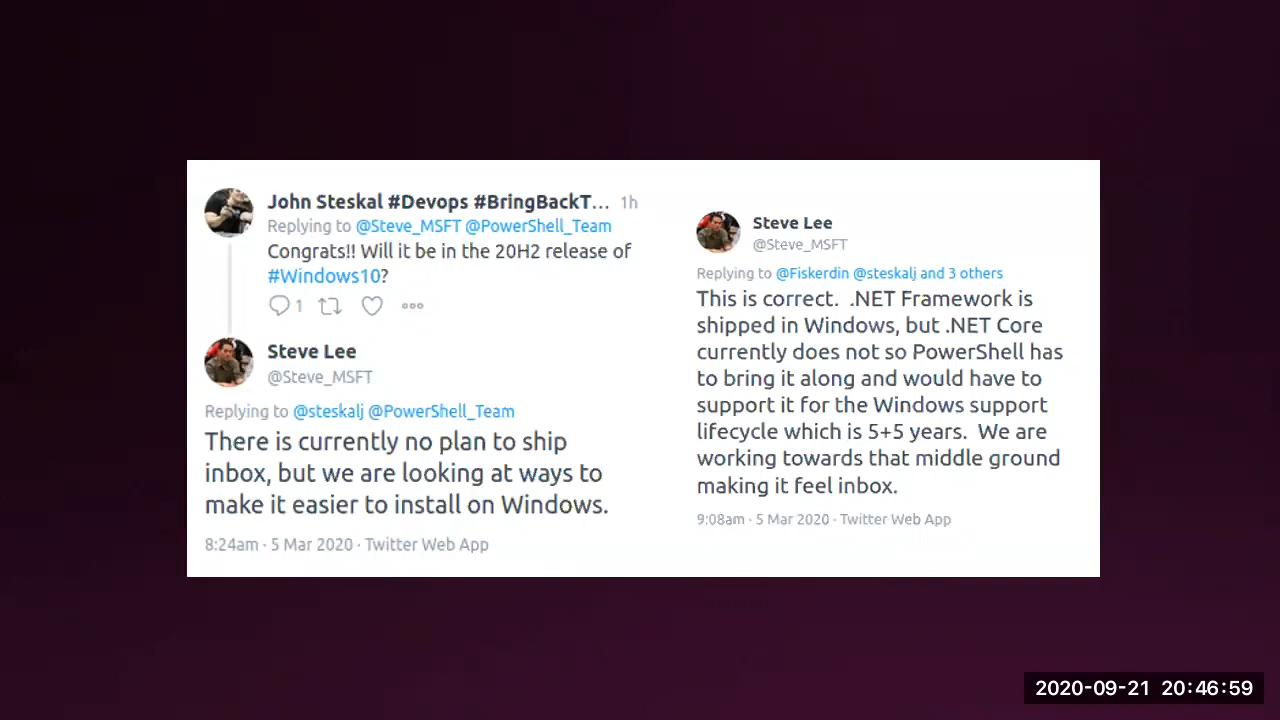 John Steskal #Devops #BringBackT... 1h
Replying to @Steve_MSFT @PowerShell_Team
Congrats!! Will it be in the 20H2 release of
#Windows10?
1
Steve Lee
@Steve_MSFT
Replying to @steskalj @PowerShell_Team
There is currently no plan to ship
inbox, but we are looking at ways to
make it easier to install on Windows.
8:24am · 5 Mar 2020 · Twitter Web App
Steve Lee
@Steve_MSFT
Replying to @Fiskerdin @steskalj and 3 others
This is correct.  .NET Framework is
shipped in Windows, but .NET Core
currently does not so PowerShell has
to bring it along and would have to
support it for the Windows support
lifecycle which is 5+5 years.  We are
working towards that middle ground
making it feel inbox.
9:08am · 5 Mar 2020 · Twitter Web App
2020-09-21 20:46:59